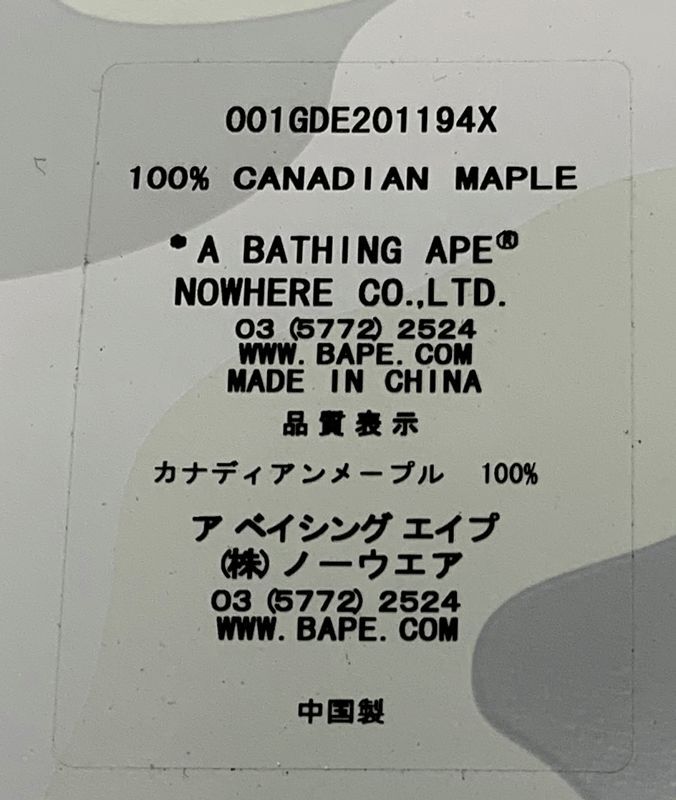 001GDE201194X
100% CANADIAN MAPLE
•A BATHING APE®
NOWHERE CO.,LTD.
03 (5772) 2524
WWW. BAPE. COM
MADE IN CHINA
品質表示
カナディアンメープル 100%
ア ベイシング エイプ
(株) ノーウエア
03 (5772) 2524
WWW. BAPE. COM
中国製